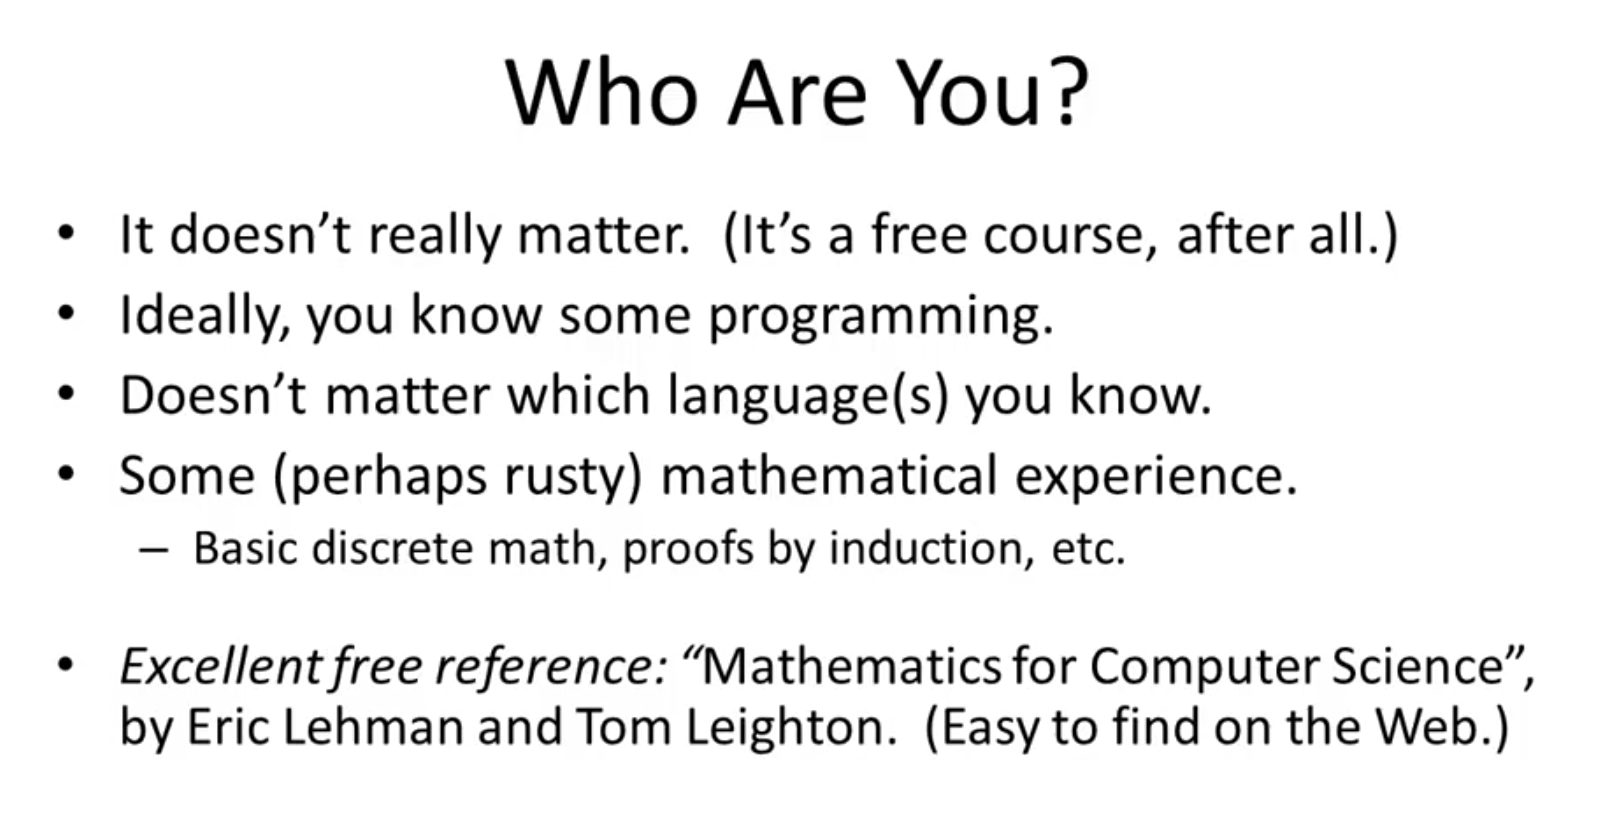 Who Are You?
• It doesn’t really matter. (It’s a free course, after all.)
• Ideally, you know some programming.
• Doesn’t matter which language(s) you know.
• Some (perhaps rusty) mathematical experience.
– Basic discrete math, proofs by induction, etc.
• Excellent free reference: “Mathematics for Computer Science”,
by Eric Lehman and Tom Leighton. (Easy to find on the Web.)